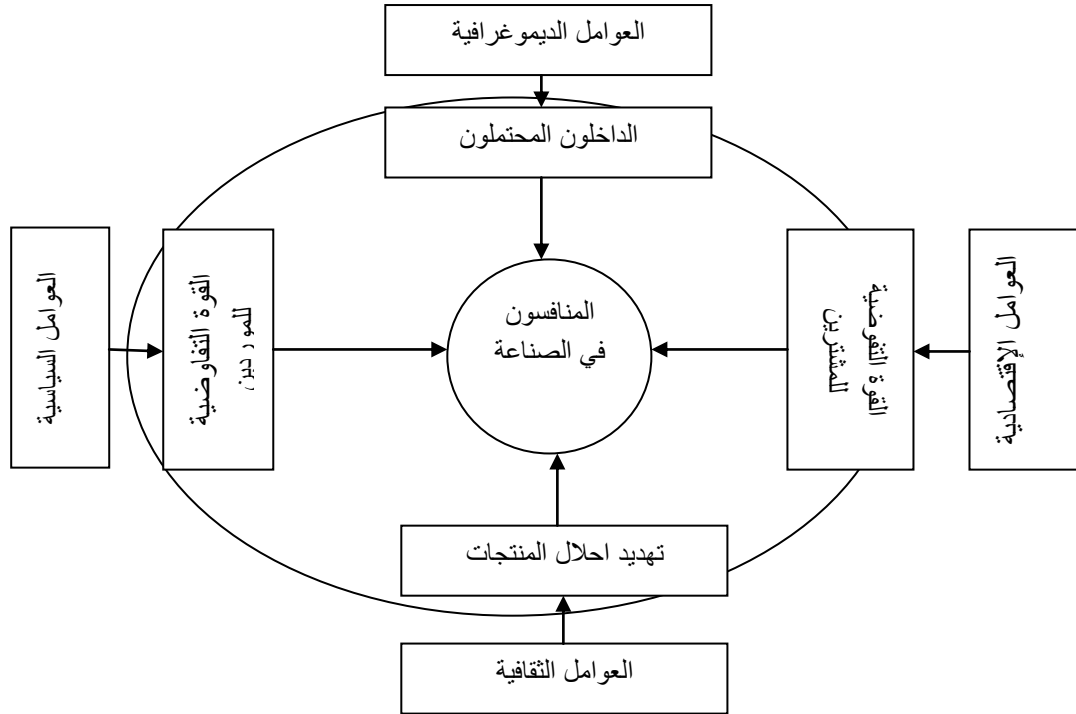 العوامل الديموغرافية
الداخلون المحتملون
العوامل الإقتصادية
القوة التفوضية
للمشترين
المنافسون
في الصناعة
القوة التفاوضية
للموردين
العوامل السياسية
تهديد احلال المنتجات
العوامل الثقافية